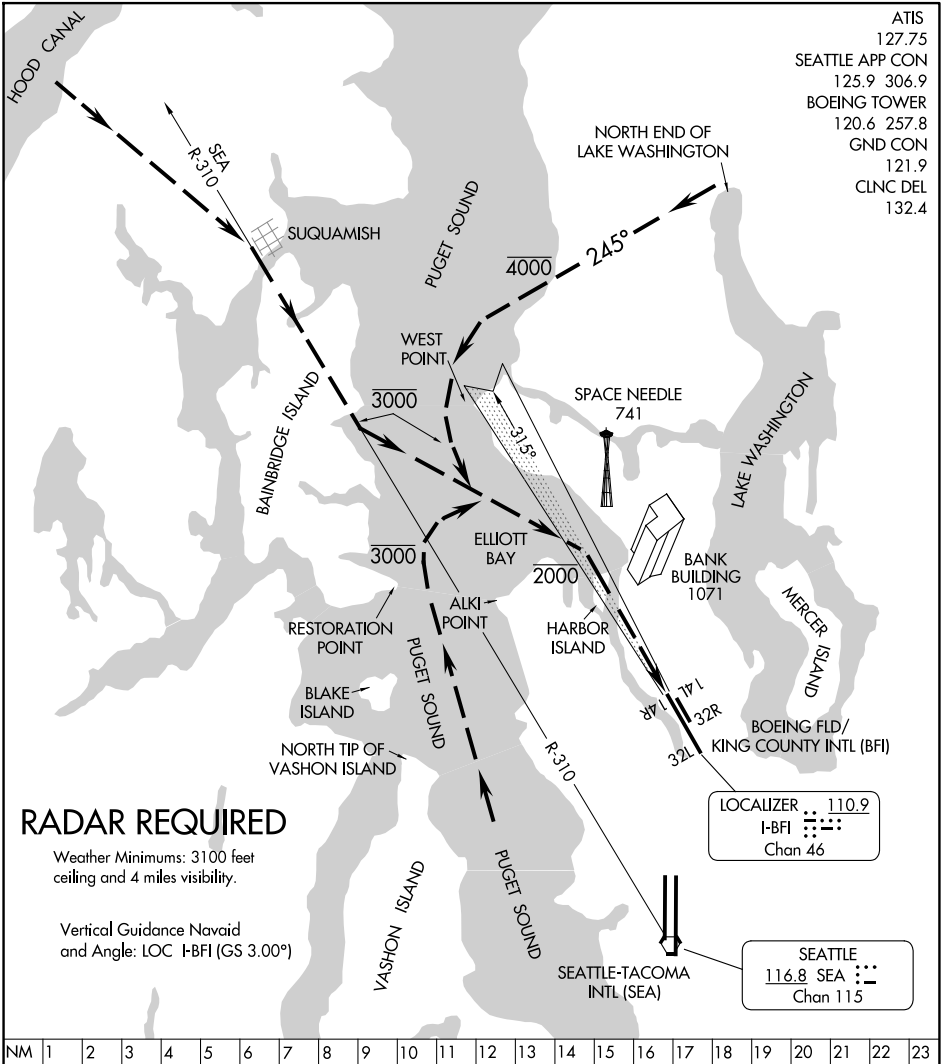 ATIS
127.75
SEATTLE APP CON
125.9 306.9
BOEING TOWER
120.6 257.8
GND CON
121.9
CLNC DEL
132.4
HOOD CANAL
SEA
R-310
SUQUAMISH
PUGET SOUND
NORTH END OF
LAKE WASHINGTON
245°
4000
WEST
POINT
3000
BAINBRIDGE ISLAND
315°
SPACE NEEDLE
741
LAKE WASHINGTON
3000
ELLIOTT
BAY
2000
BANK
BUILDING
1071
RESTORATION
POINT
ALKI
POINT
HARBOR
ISLAND
MERCER
ISLAND
PUGET SOUND
BLAKE
ISLAND
14L
14R
32R
32L
BOEING FLD/
KING COUNTY INTL (BFI)
NORTH TIP OF
VASHON ISLAND
R-310
LOCALIZER 110.9
I-BFI
Chan 46
RADAR REQUIRED
Weather Minimums: 3100 feet
ceiling and 4 miles visibility.
Vertical Guidance Navaid
and Angle: LOC I-BFI (GS 3.00°)
VASHON ISLAND
PUGET SOUND
SEATTLE-TACOMA
INTL (SEA)
SEATTLE
116.8 SEA
Chan 115
NM 1 2 3 4 5 6 7 8 9 10 11 12 13 14 15 16 17 18 19 20 21 22 23